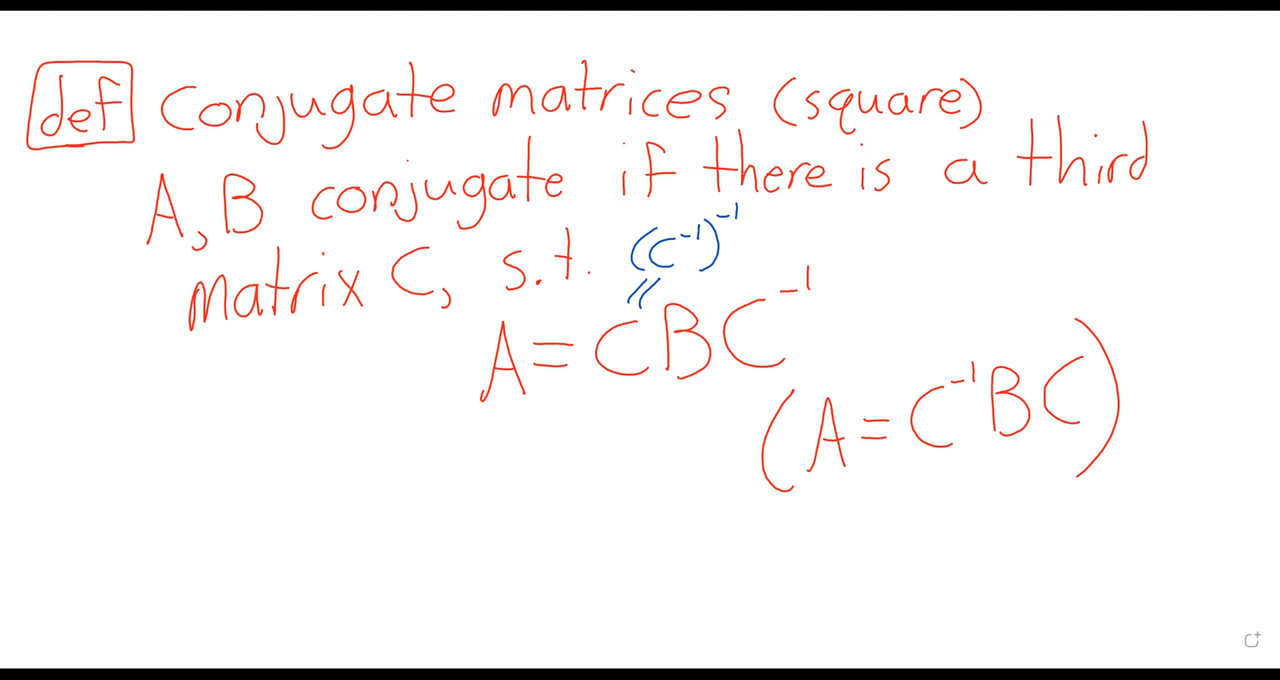 def Conjugate matrices (square)
A, B conjugate if there is a third
matrix C, s.t.
(C⁻¹)⁻¹
=
A = CBC⁻¹
(A = C⁻¹BC)